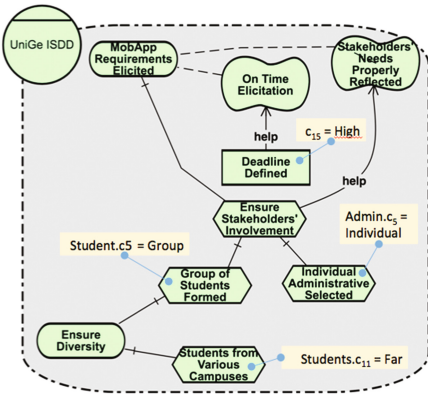 UniGe ISDD
MobApp
Requirements
Elicited
Stakeholders'
Needs
Properly
Reflected
On Time
Elicitation
help
c15 = High
Deadline
Defined
help
Ensure
Stakeholders'
Involvement
Admin.c5 =
Individual
Student.c5 = Group
Group of
Students
Formed
Individual
Administrative
Selected
Ensure
Diversity
Students from
Various
Campuses
Students.c11 = Far